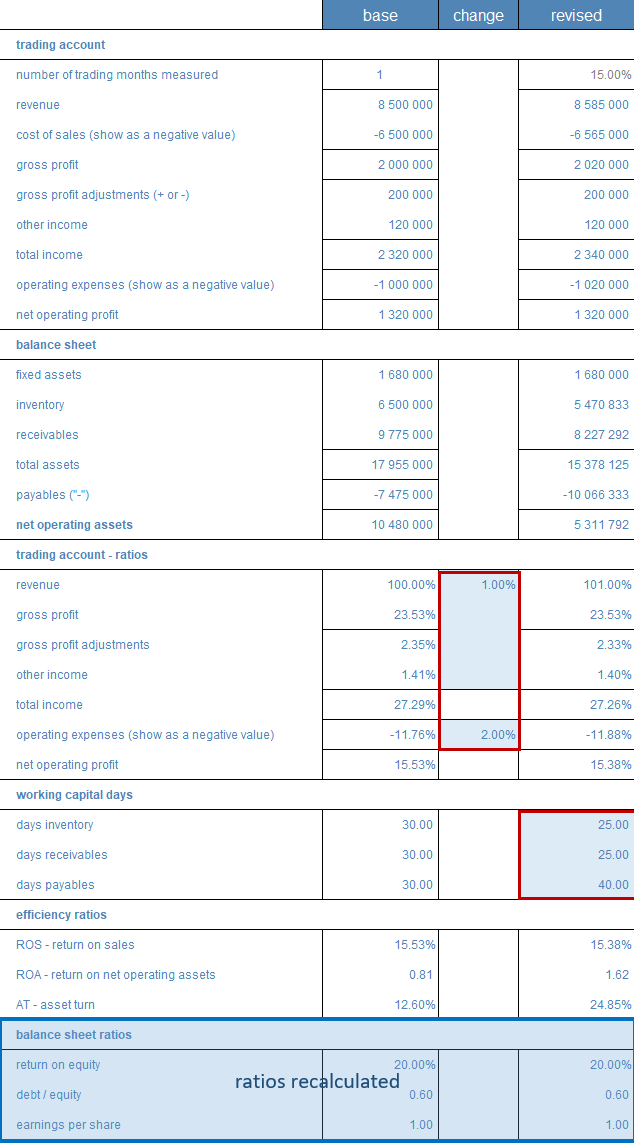 base change revised
trading account
number of trading months measured 1 15.00%
revenue 8 500 000 8 585 000
cost of sales (show as a negative value) -6 500 000 -6 565 000
gross profit 2 000 000 2 020 000
gross profit adjustments (+ or -) 200 000 200 000
other income 120 000 120 000
total income 2 320 000 2 340 000
operating expenses (show as a negative value) -1 000 000 -1 020 000
net operating profit 1 320 000 1 320 000
balance sheet
fixed assets 1 680 000 1 680 000
inventory 6 500 000 5 470 833
receivables 9 775 000 8 227 292
total assets 17 955 000 15 378 125
payables ("-") -7 475 000 -10 066 333
net operating assets 10 480 000 5 311 792
trading account - ratios
revenue 100.00% 1.00% 101.00%
gross profit 23.53% 23.53%
gross profit adjustments 2.35% 2.33%
other income 1.41% 1.40%
total income 27.29% 27.26%
operating expenses (show as a negative value) -11.76% 2.00% -11.88%
net operating profit 15.53% 15.38%
working capital days
days inventory 30.00 25.00
days receivables 30.00 25.00
days payables 30.00 40.00
efficiency ratios
ROS - return on sales 15.53% 15.38%
ROA - return on net operating assets 0.81 1.62
AT - asset turn 12.60% 24.85%
balance sheet ratios
return on equity 20.00% 20.00%
ratios recalculated
debt / equity 0.60 0.60
earnings per share 1.00 1.00